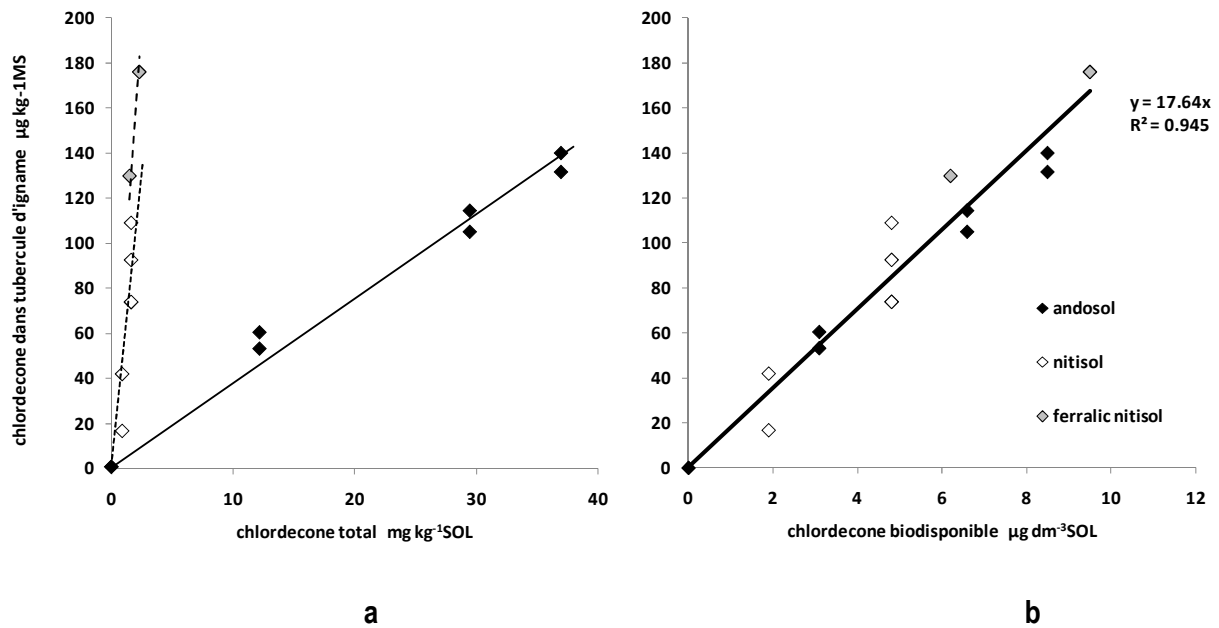 200
180
160
140
120
100
80
60
40
20
0
chlordecone dans tubercule d'igname µg kg-1MS
0 10 20 30 40
chlordecone total mg kg-1SOL
a
200
180
160
140
120
100
80
60
40
20
0
y = 17.64x
R² = 0.945
andosol
nitisol
ferralic nitisol
0 2 4 6 8 10 12
chlordecone biodisponible µg dm-3SOL
b